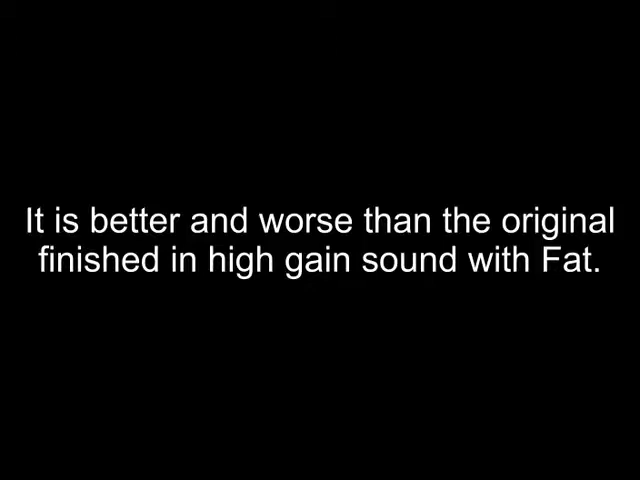 It is better and worse than the original
finished in high gain sound with Fat.